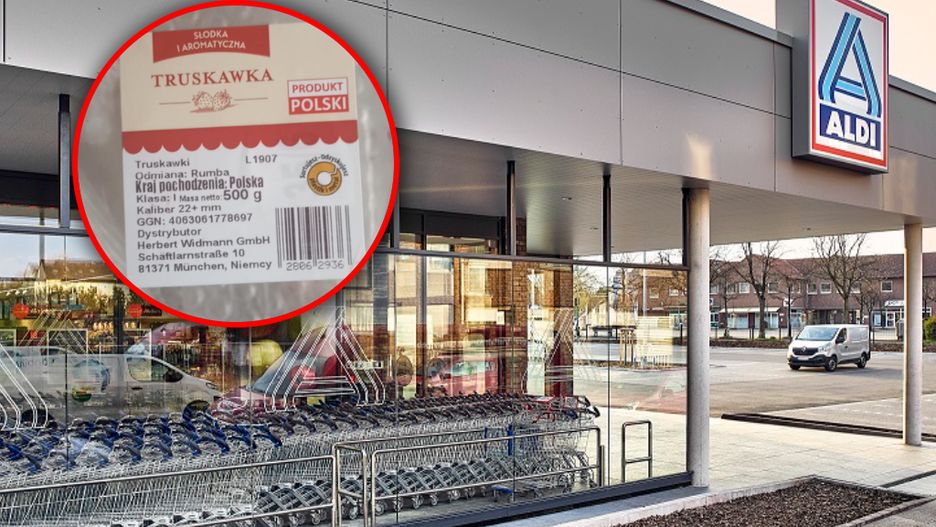 SŁODKA
I AROMATYCZNA
TRUSKAWKA
PRODUKT
POLSKI
Truskawki L1907
Odmiana: Rumba
Kraj pochodzenia: Polska
Klasa: I Masa netto: 500 g
Kaliber 22+ mm
GGN: 4063061778697
Dystrybutor
Herbert Widmann GmbH
Schaftlarnstraße 10
81371 München, Niemcy
2806 2936
ALDI